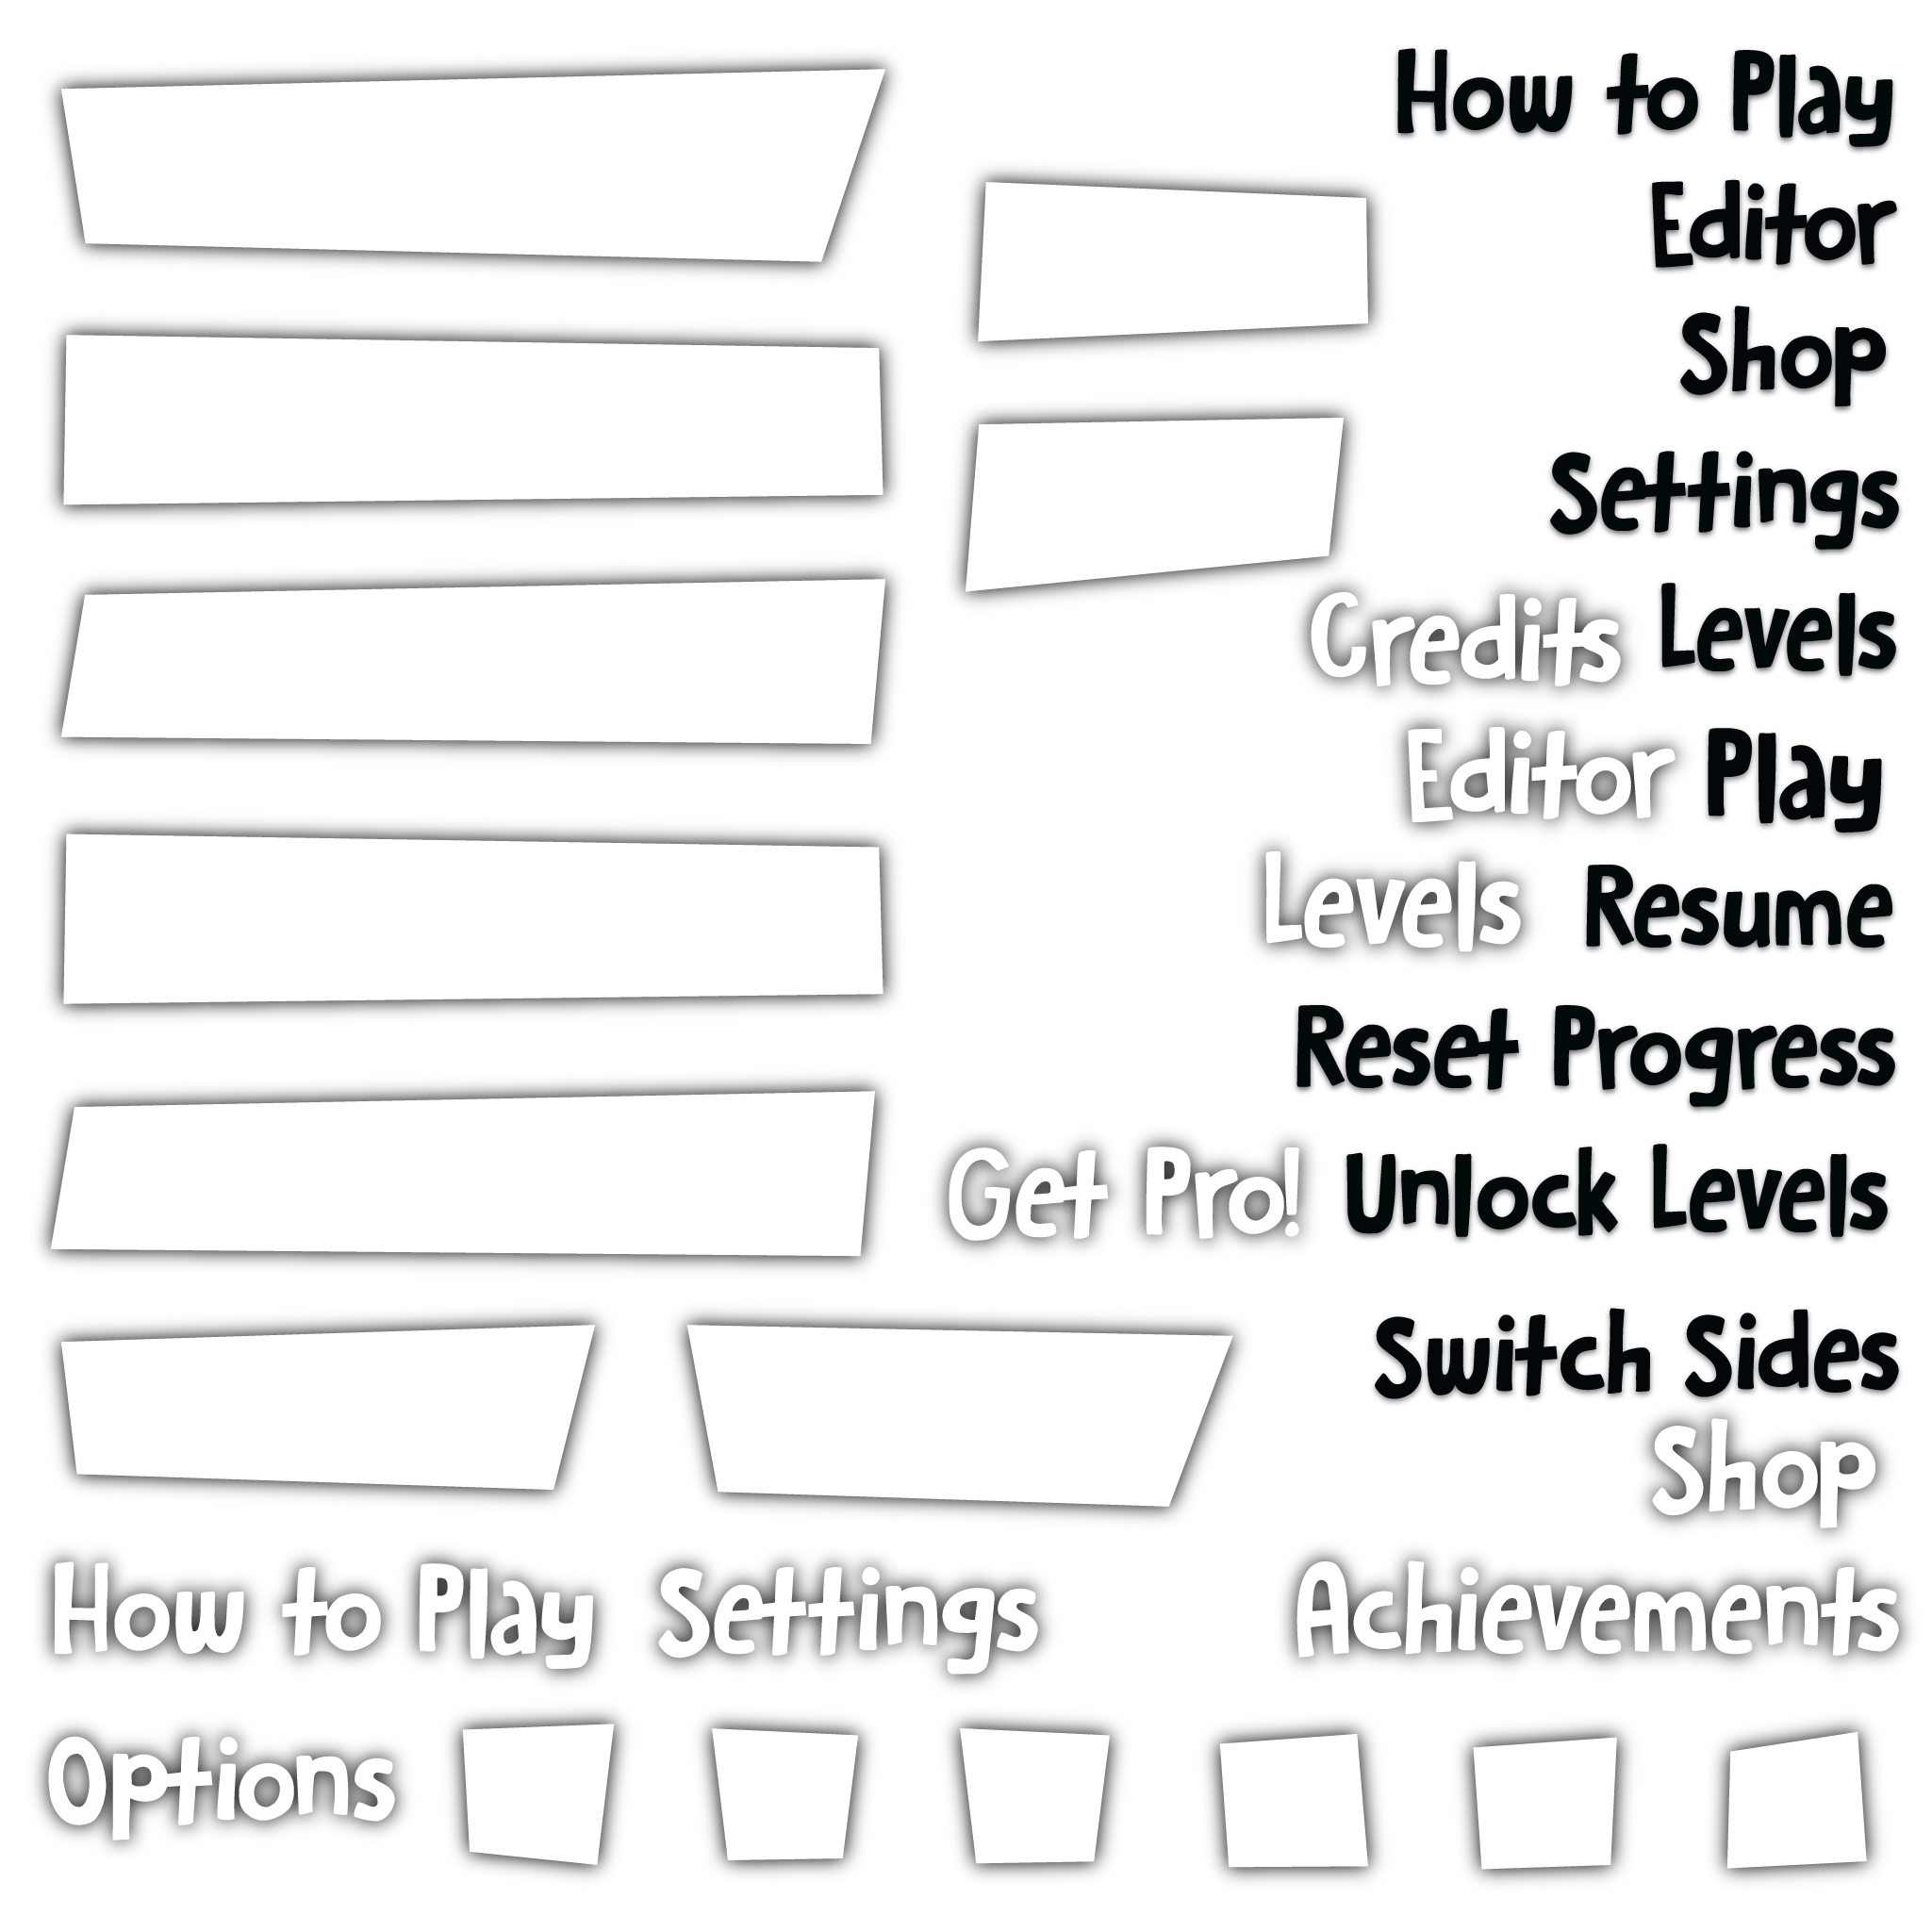 How to Play
Editor
Shop
Settings
Credits Levels
Editor Play
Levels Resume
Reset Progress
Get Pro! Unlock Levels
Switch Sides
Shop
How to Play Settings Achievements
Options